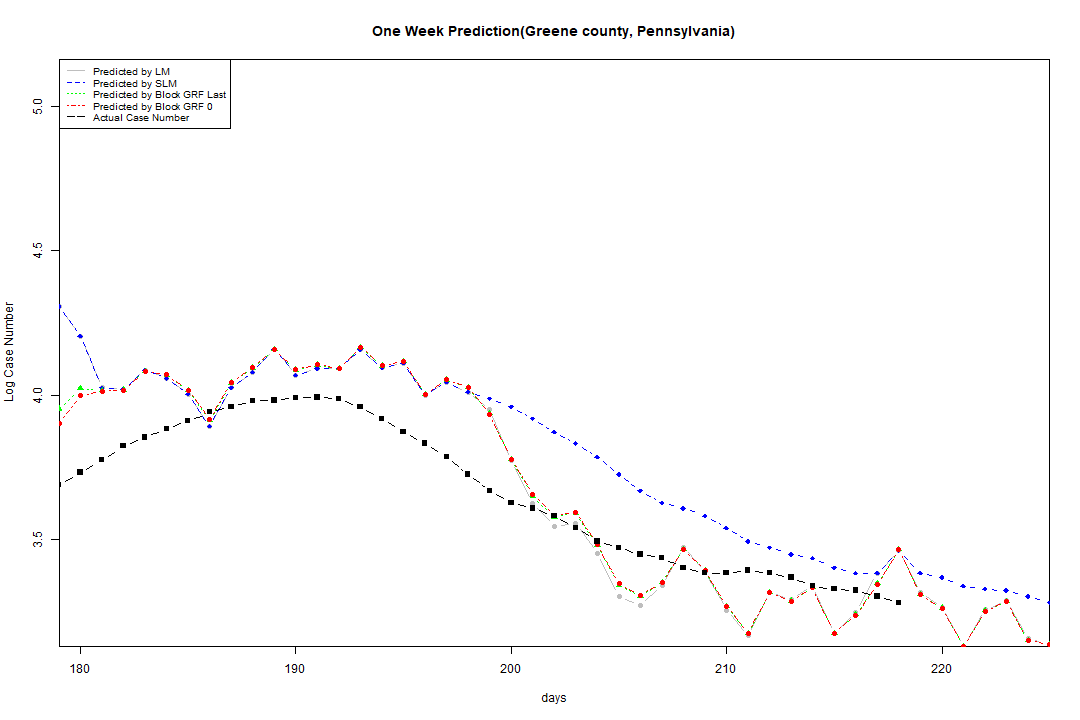 One Week Prediction(Greene county, Pennsylvania)
Predicted by LM
Predicted by SLM
Predicted by Block GRF Last
Predicted by Block GRF 0
Actual Case Number
5.0
4.5
4.0
3.5
Log Case Number
180 190 200 210 220
days